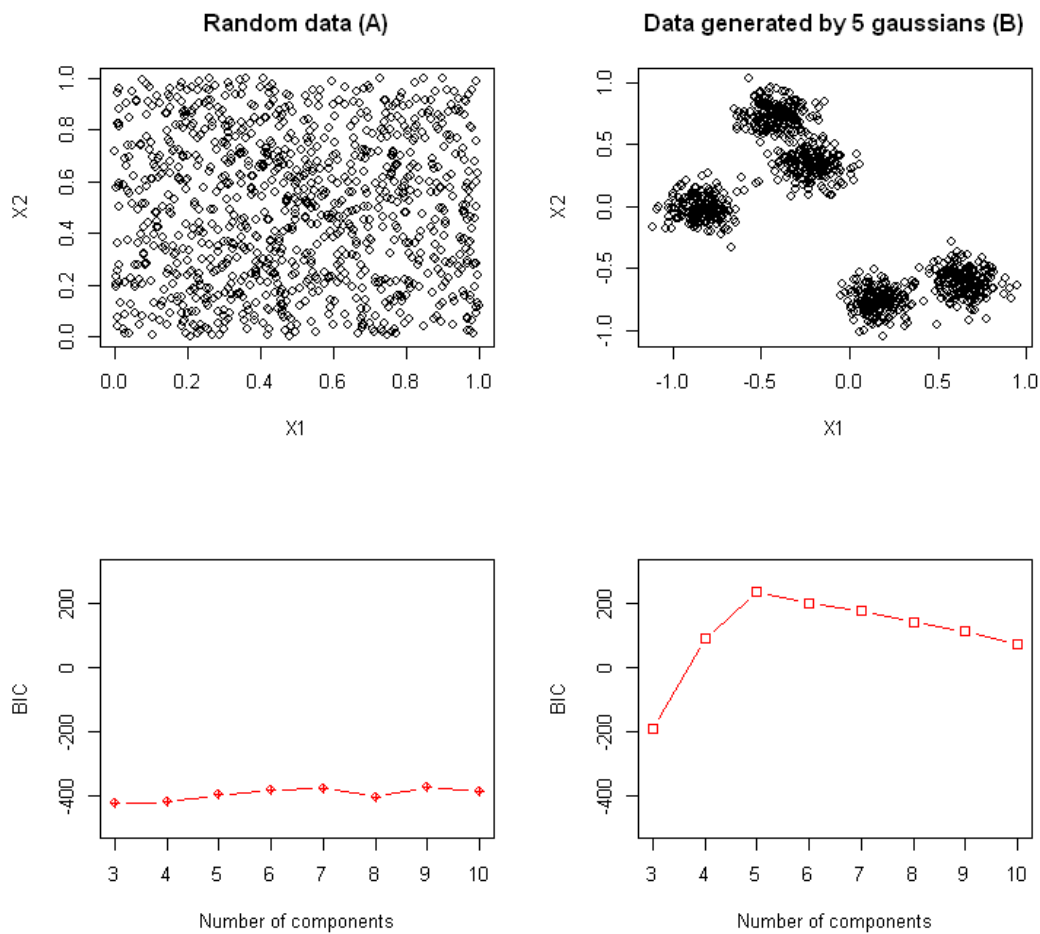 Random data (A)
X2
0.0 0.2 0.4 0.6 0.8 1.0
0.0 0.2 0.4 0.6 0.8 1.0
X1
Data generated by 5 gaussians (B)
X2
-1.0 -0.5 0.0 0.5 1.0
-1.0 -0.5 0.0 0.5 1.0
X1
BIC
-400 -200 0 200
3 4 5 6 7 8 9 10
Number of components
BIC
-400 -200 0 200
3 4 5 6 7 8 9 10
Number of components